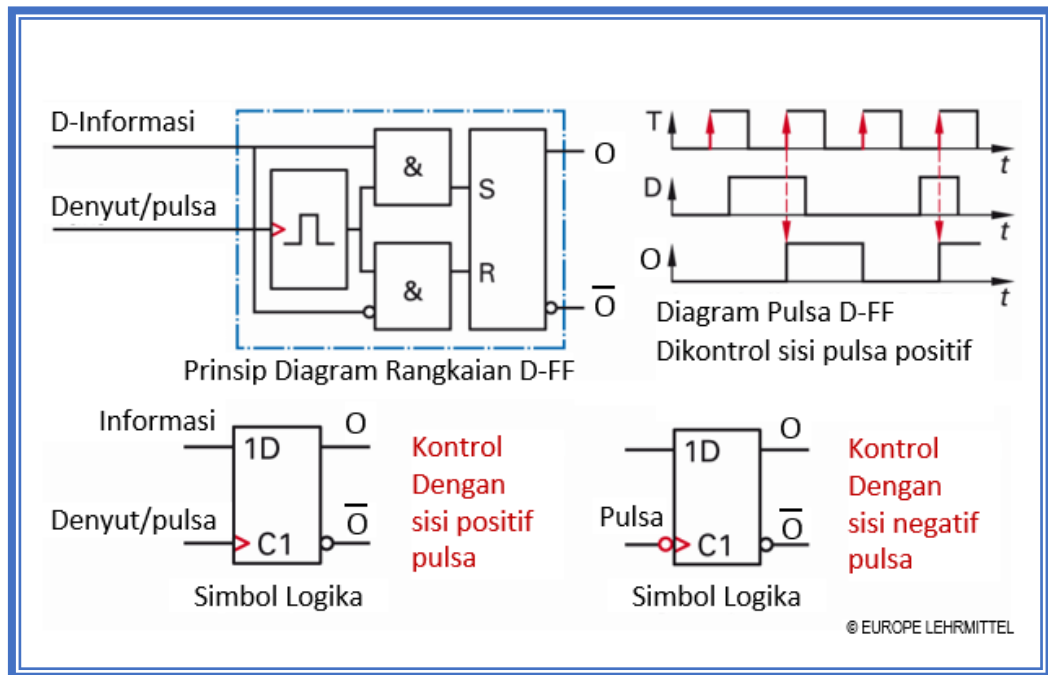 D-Informasi
Denyut/pulsa
&
&
S
R
O
O̅
Prinsip Diagram Rangkaian D-FF
T
t
D
t
O
t
Diagram Pulsa D-FF
Dikontrol sisi pulsa positif
Informasi
Denyut/pulsa
1D
C1
O
O̅
Kontrol
Dengan
sisi positif
pulsa
Simbol Logika
Pulsa
1D
C1
O
O̅
Kontrol
Dengan
sisi negatif
pulsa
Simbol Logika
© EUROPE LEHRMITTEL